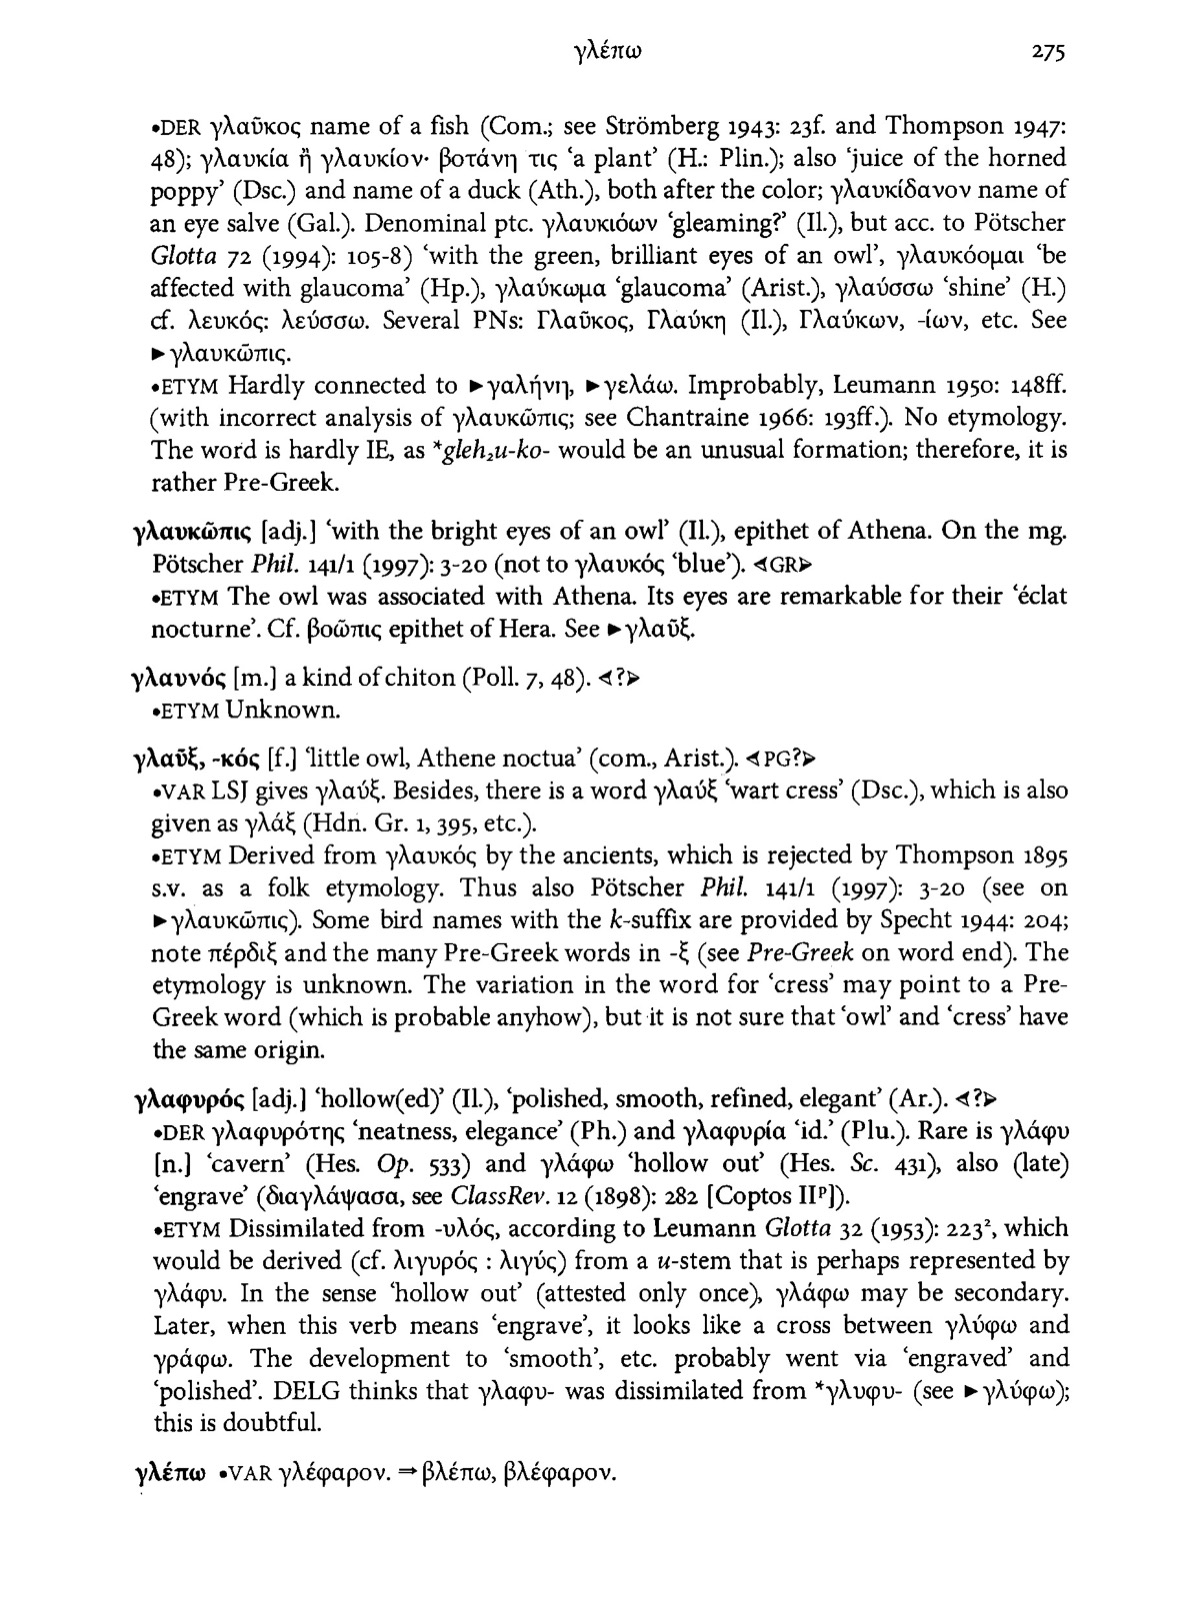 γλέπω 275
•DER γλαῦκος name of a fish (Com.; see Strömberg 1943: 23f. and Thompson 1947:
48); γλαυκία ἢ γλαυκίον· βοτάνη τις ‘a plant’ (H.: Plin.); also ‘juice of the horned
poppy’ (Dsc.) and name of a duck (Ath.), both after the color; γλαυκίδανον name of
an eye salve (Gal.). Denominal ptc. γλαυκιόων ‘gleaming?’ (Il.), but acc. to Pötscher
Glotta 72 (1994): 105-8) ‘with the green, brilliant eyes of an owl’, γλαυκόομαι ‘be
affected with glaucoma’ (Hp.), γλαύκωμα ‘glaucoma’ (Arist.), γλαύσσω ‘shine’ (H.)
cf. λευκός: λεύσσω. Several PNs: Γλαῦκος, Γλαύκη (Il.), Γλαύκων, -ίων, etc. See
►γλαυκῶπις.
•ETYM Hardly connected to ►γαλήνη, ►γελάω. Improbably, Leumann 1950: 148ff.
(with incorrect analysis of γλαυκῶπις; see Chantraine 1966: 193ff.). No etymology.
The word is hardly IE, as *gleh₂u-ko- would be an unusual formation; therefore, it is
rather Pre-Greek.
γλαυκῶπις [adj.] ‘with the bright eyes of an owl’ (Il.), epithet of Athena. On the mg.
Pötscher Phil. 141/1 (1997): 3-20 (not to γλαυκός ‘blue’). ⋖GR⋗
•ETYM The owl was associated with Athena. Its eyes are remarkable for their ‘éclat
nocturne’. Cf. βοῶπις epithet of Hera. See ►γλαῦξ.
γλαυνός [m.] a kind of chiton (Poll. 7, 48). ⋖?⋗
•ETYM Unknown.
γλαῦξ, -κός [f.] ‘little owl, Athene noctua’ (com., Arist.). ⋖PG?⋗
•VAR LSJ gives γλαύξ. Besides, there is a word γλαύξ ‘wart cress’ (Dsc.), which is also
given as γλάξ (Hdn. Gr. 1, 395, etc.).
•ETYM Derived from γλαυκός by the ancients, which is rejected by Thompson 1895
s.v. as a folk etymology. Thus also Pötscher Phil. 141/1 (1997): 3-20 (see on
►γλαυκῶπις). Some bird names with the k-suffix are provided by Specht 1944: 204;
note πέρδιξ and the many Pre-Greek words in -ξ (see Pre-Greek on word end). The
etymology is unknown. The variation in the word for ‘cress’ may point to a Pre-
Greek word (which is probable anyhow), but it is not sure that ‘owl’ and ‘cress’ have
the same origin.
γλαφυρός [adj.] ‘hollow(ed)’ (Il.), ‘polished, smooth, refined, elegant’ (Ar.). ⋖?⋗
•DER γλαφυρότης ‘neatness, elegance’ (Ph.) and γλαφυρία ‘id.’ (Plu.). Rare is γλάφυ
[n.] ‘cavern’ (Hes. Op. 533) and γλάφω ‘hollow out’ (Hes. Sc. 431), also (late)
‘engrave’ (διαγλάψασα, see ClassRev. 12 (1898): 282 [Coptos IIᵖ]).
•ETYM Dissimilated from -υλός, according to Leumann Glotta 32 (1953): 223², which
would be derived (cf. λιγυρός : λιγύς) from a u-stem that is perhaps represented by
γλάφυ. In the sense ‘hollow out’ (attested only once), γλάφω may be secondary.
Later, when this verb means ‘engrave’, it looks like a cross between γλύφω and
γράφω. The development to ‘smooth’, etc. probably went via ‘engraved’ and
‘polished’. DELG thinks that γλαφυ- was dissimilated from *γλυφυ- (see ►γλύφω);
this is doubtful.
γλέπω •VAR γλέφαρον. ⇒βλέπω, βλέφαρον.